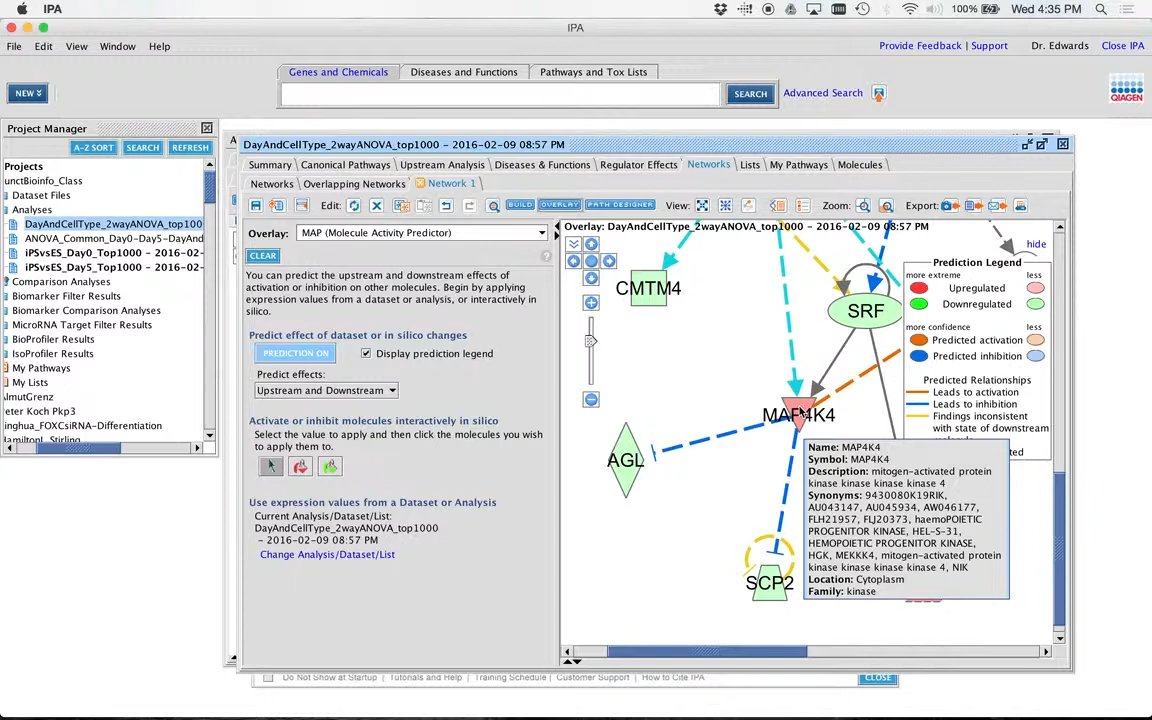 IPA
100%
Wed 4:35 PM
IPA
File Edit View Window Help
Provide Feedback | Support Dr. Edwards Close IPA
Genes and Chemicals Diseases and Functions Pathways and Tox Lists
NEW
SEARCH
Advanced Search
QIAGEN
Project Manager
A-Z SORT SEARCH REFRESH
Projects
unctBioinfo_Class
Dataset Files
Analyses
DayAndCellType_2wayANOVA_top100
ANOVA_Common_Day0-Day5-DayAnd
iPSvsES_Day0_Top1000 - 2016-02-
iPSvsES_Day5_Top1000 - 2016-02-
Comparison Analyses
Biomarker Filter Results
Biomarker Comparison Analyses
MicroRNA Target Filter Results
BioProfiler Results
IsoProfiler Results
My Pathways
My Lists
AlmutGrenz
eter Koch Pkp3
inghua_FOXCsiRNA-Differentiation
DayAndCellType_2wayANOVA_top1000 - 2016-02-09 08:57 PM
Summary Canonical Pathways Upstream Analysis Diseases & Functions Regulator Effects Networks Lists My Pathways Molecules
Networks Overlapping Networks Network 1
Edit: BUILD OVERLAY PATH DESIGNER View: Zoom: Export:
Overlay: MAP (Molecule Activity Predictor)
CLEAR
You can predict the upstream and downstream effects of
activation or inhibition on other molecules. Begin by applying
expression values from a dataset or analysis, or interactively in
silico.
Predict effect of dataset or in silico changes
PREDICTION ON Display prediction legend
Predict effects:
Upstream and Downstream
Activate or inhibit molecules interactively in silico
Select the value to apply and then click the molecules you wish
to apply them to.
Use expression values from a Dataset or Analysis
Current Analysis/Dataset/List:
DayAndCellType_2wayANOVA_top1000
- 2016-02-09 08:57 PM
Change Analysis/Dataset/List
Overlay: DayAndCellType_2wayANOVA_top1000 - 2016-02-09 08:57 PM
hide
CMTM4
SRF
MAP4K4
AGL
SCP2
Prediction Legend
more extreme less
Upregulated
Downregulated
more confidence less
Predicted activation
Predicted inhibition
Predicted Relationships
Leads to activation
Leads to inhibition
Findings inconsistent
with state of downstream
Name: MAP4K4
Symbol: MAP4K4
Description: mitogen-activated protein
kinase kinase kinase kinase 4
Synonyms: 9430080K19RIK,
AU043147, AU045934, AW046177,
FLH21957, FLJ20373, haemoPOIETIC
PROGENITOR KINASE, HEL-S-31,
HEMOPOIETIC PROGENITOR KINASE,
HGK, MEKKK4, mitogen-activated protein
kinase kinase kinase kinase 4, NIK
Location: Cytoplasm
Family: kinase
Do Not Show at Startup | Tutorials and Help | Training Schedule | Customer Support | How to Cite IPA
CLOSE